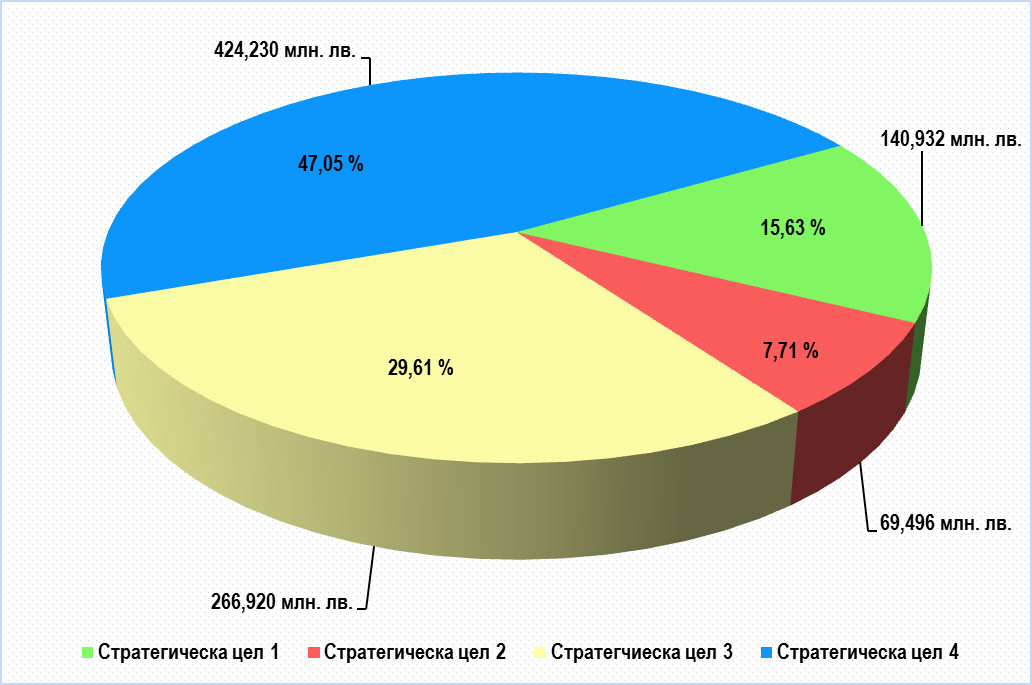 424,230 млн. лв.
140,932 млн. лв.
47,05 %
15,63 %
7,71 %
29,61 %
69,496 млн. лв.
266,920 млн. лв.
Стратегическа цел 1 Стратегическа цел 2 Стратегчиеска цел 3 Стратегическа цел 4